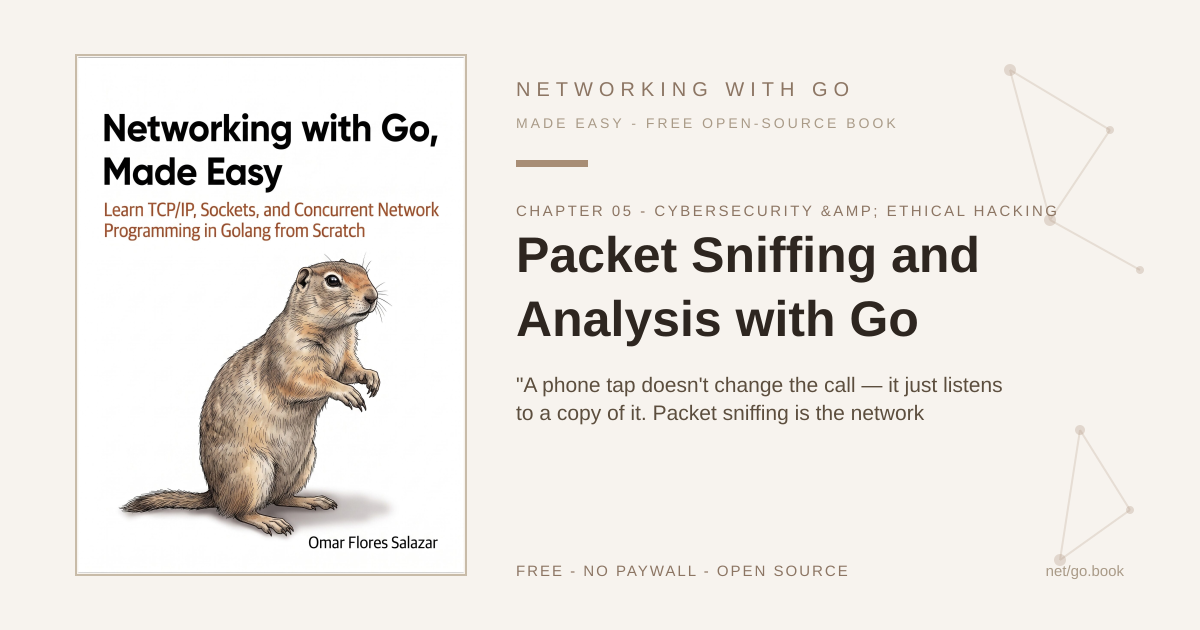 Networking with Go,
Made Easy
Learn TCP/IP, Sockets, and Concurrent Network
Programming in Golang from Scratch
Omar Flores Salazar
NETWORKING WITH GO
MADE EASY - FREE OPEN-SOURCE BOOK
CHAPTER 05 - CYBERSECURITY &AMP; ETHICAL HACKING
Packet Sniffing and
Analysis with Go
"A phone tap doesn't change the call — it just listens
to a copy of it. Packet sniffing is the network
FREE - NO PAYWALL - OPEN SOURCE
net/go.book